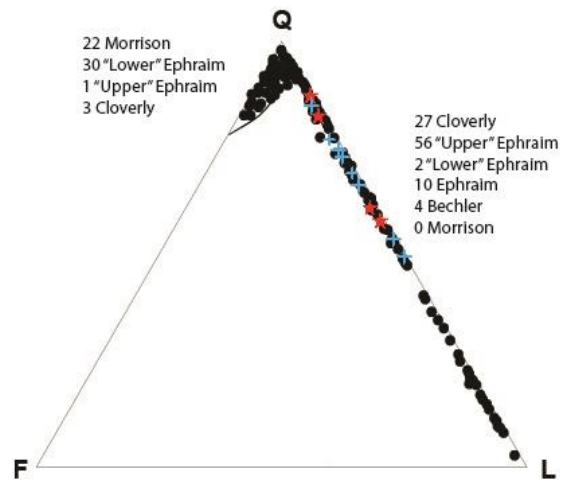 Q
22 Morrison
30 “Lower” Ephraim
1 “Upper” Ephraim
3 Cloverly
27 Cloverly
56 “Upper” Ephraim
2 “Lower” Ephraim
10 Ephraim
4 Bechler
0 Morrison
F
L